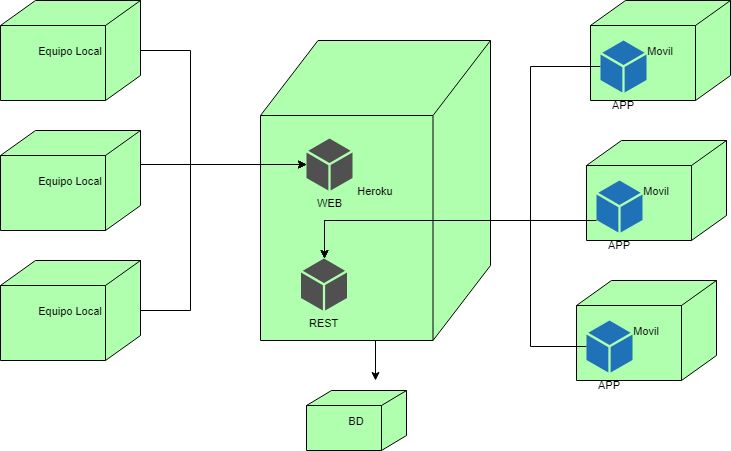 Equipo Local
Equipo Local
Equipo Local
WEB
Heroku
REST
BD
Movil
APP
Movil
APP
Movil
APP